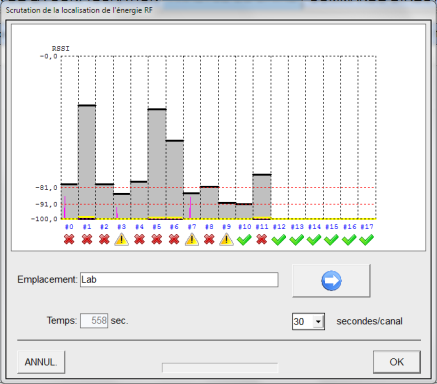 Scrutation de la localisation de l'énergie RF
RSSI
-0,0
-81,0
-91,0
-100,0
#0 #1 #2 #3 #4 #5 #6 #7 #8 #9 #10 #11 #12 #13 #14 #15 #16 #17
Emplacement: Lab
Temps: 558 sec.
30 secondes/canal
ANNUL.
OK